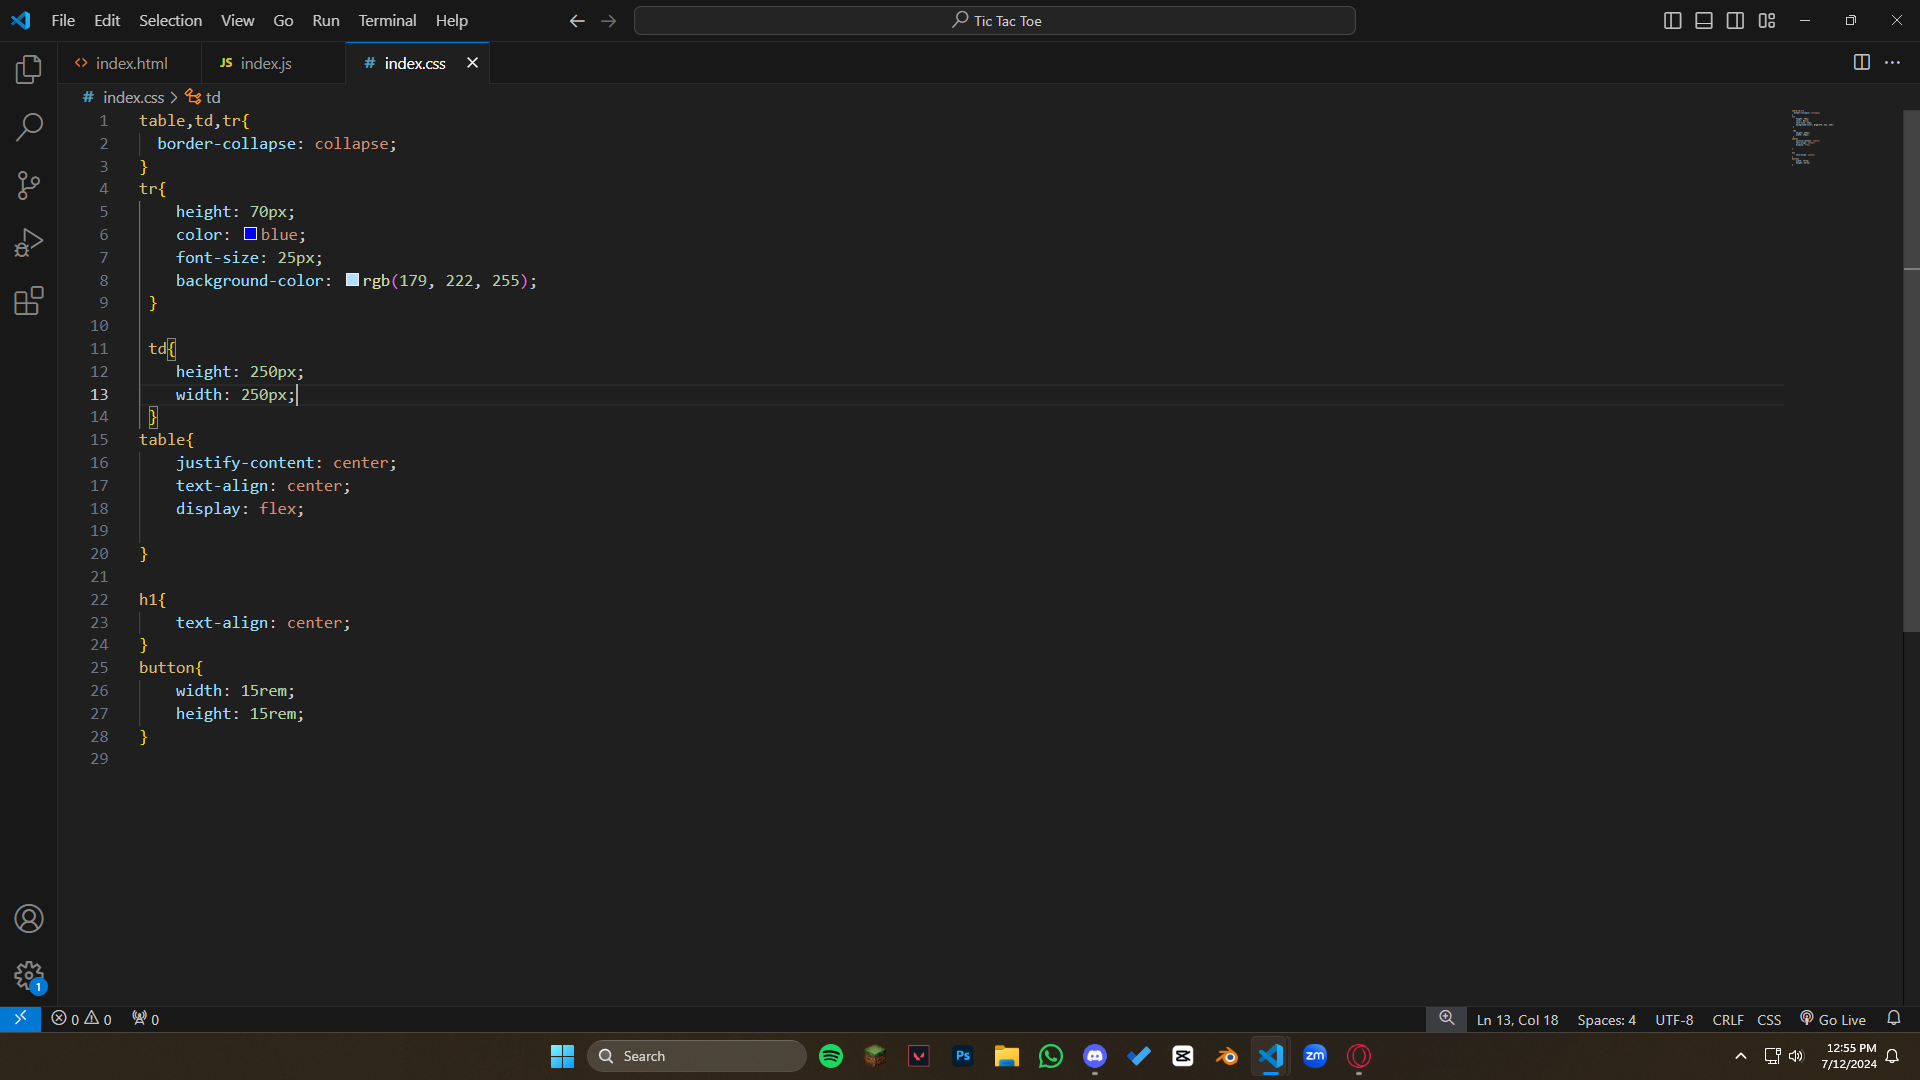 File Edit Selection View Go Run Terminal Help Tic Tac Toe
index.html JS index.js # index.css
# index.css > td
1 table,td,tr{
2 border-collapse: collapse;
3 }
4 tr{
5 height: 70px;
6 color: blue;
7 font-size: 25px;
8 background-color: rgb(179, 222, 255);
9 }
10
11 td{
12 height: 250px;
13 width: 250px;
14 }
15 table{
16 justify-content: center;
17 text-align: center;
18 display: flex;
19
20 }
21
22 h1{
23 text-align: center;
24 }
25 button{
26 width: 15rem;
27 height: 15rem;
28 }
29
1
0 0 0 Ln 13, Col 18 Spaces: 4 UTF-8 CRLF CSS Go Live
Search Ps zm 12:55 PM
7/12/2024